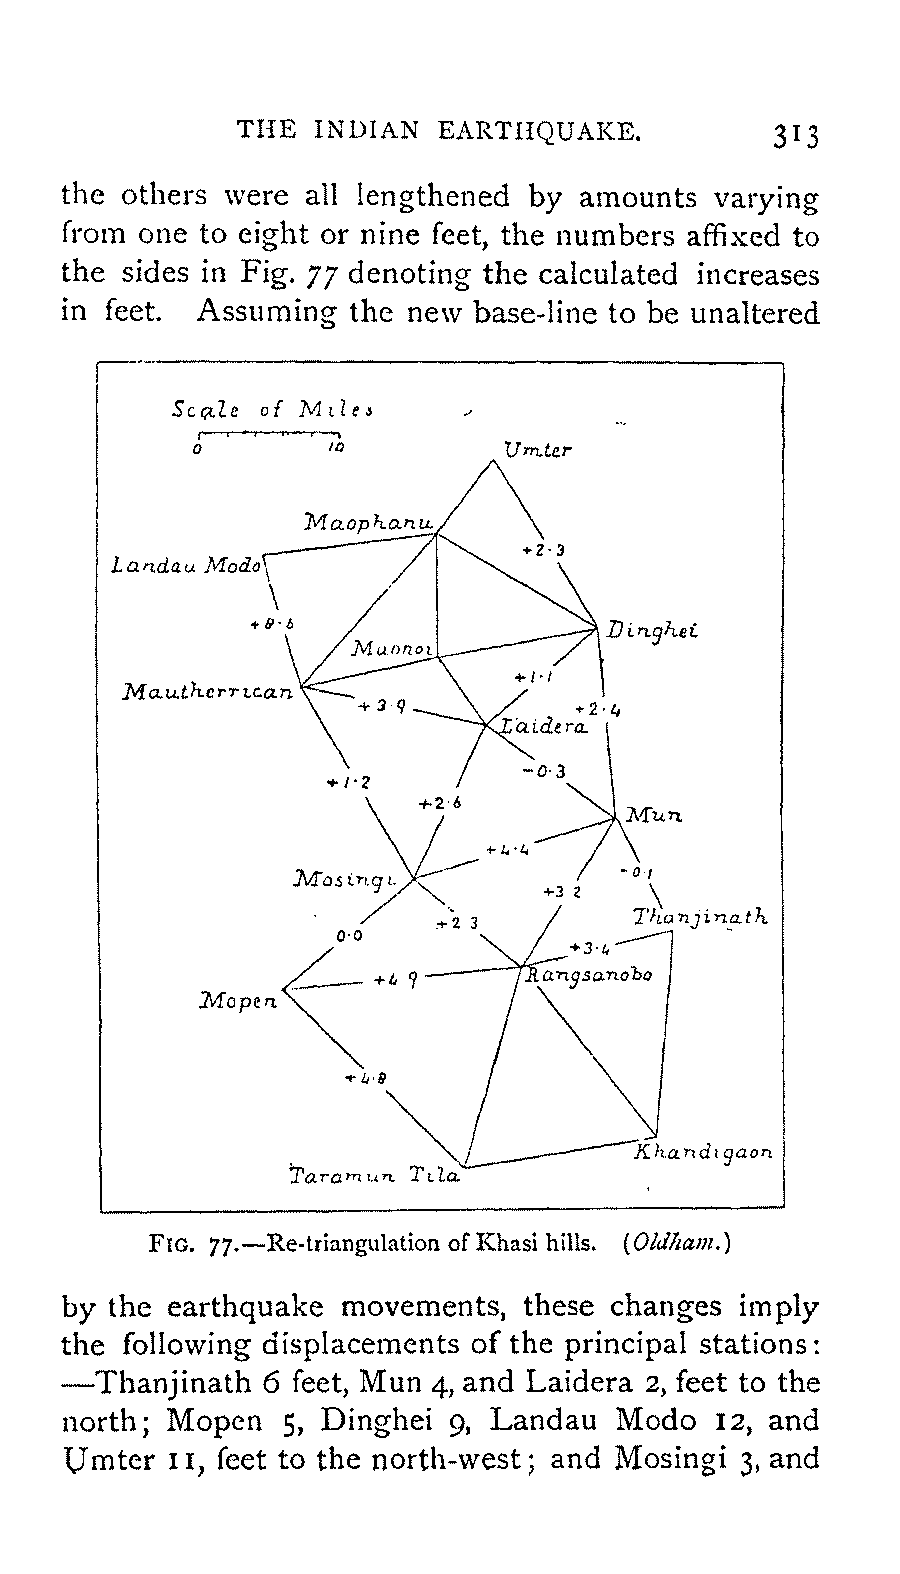 THE INDIAN EARTHQUAKE. 313
the others were all lengthened by amounts varying
from one to eight or nine feet, the numbers affixed to
the sides in Fig. 77 denoting the calculated increases
in feet. Assuming the new base-line to be unaltered
Scale of Miles
0 10
Umter
Maophanu
+2·3
Landau Modo
+8·6
Dinghei
Muonoi
+1·1
Mautherrican
+3·9
+2·4
Laidera
-0·3
+1·2
+2·6
Mun
+4·4
-0·1
Mosingi
+3·2
Thanjinath
+2·3
0·0
+3·4
Rangsanobo
+4·9
Mopen
+4·8
Khandigaon
Taramun Tila
FIG. 77.—Re-triangulation of Khasi hills. (Oldham.)
by the earthquake movements, these changes imply
the following displacements of the principal stations:
—Thanjinath 6 feet, Mun 4, and Laidera 2, feet to the
north; Mopen 5, Dinghei 9, Landau Modo 12, and
Umter 11, feet to the north-west; and Mosingi 3, and